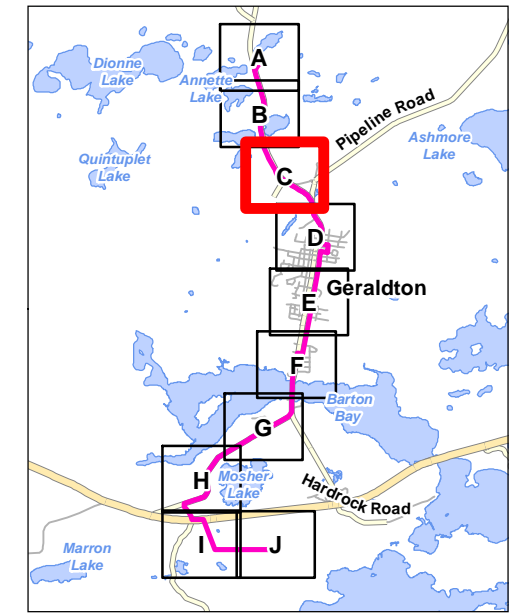 A
Dionne
Lake
Annette
Lake
B
Pipeline Road
Ashmore
Lake
Quintuplet
Lake
C
D
Geraldton
E
F
Barton
Bay
G
H
Mosher
Lake
Hardrock Road
I
J
Marron
Lake